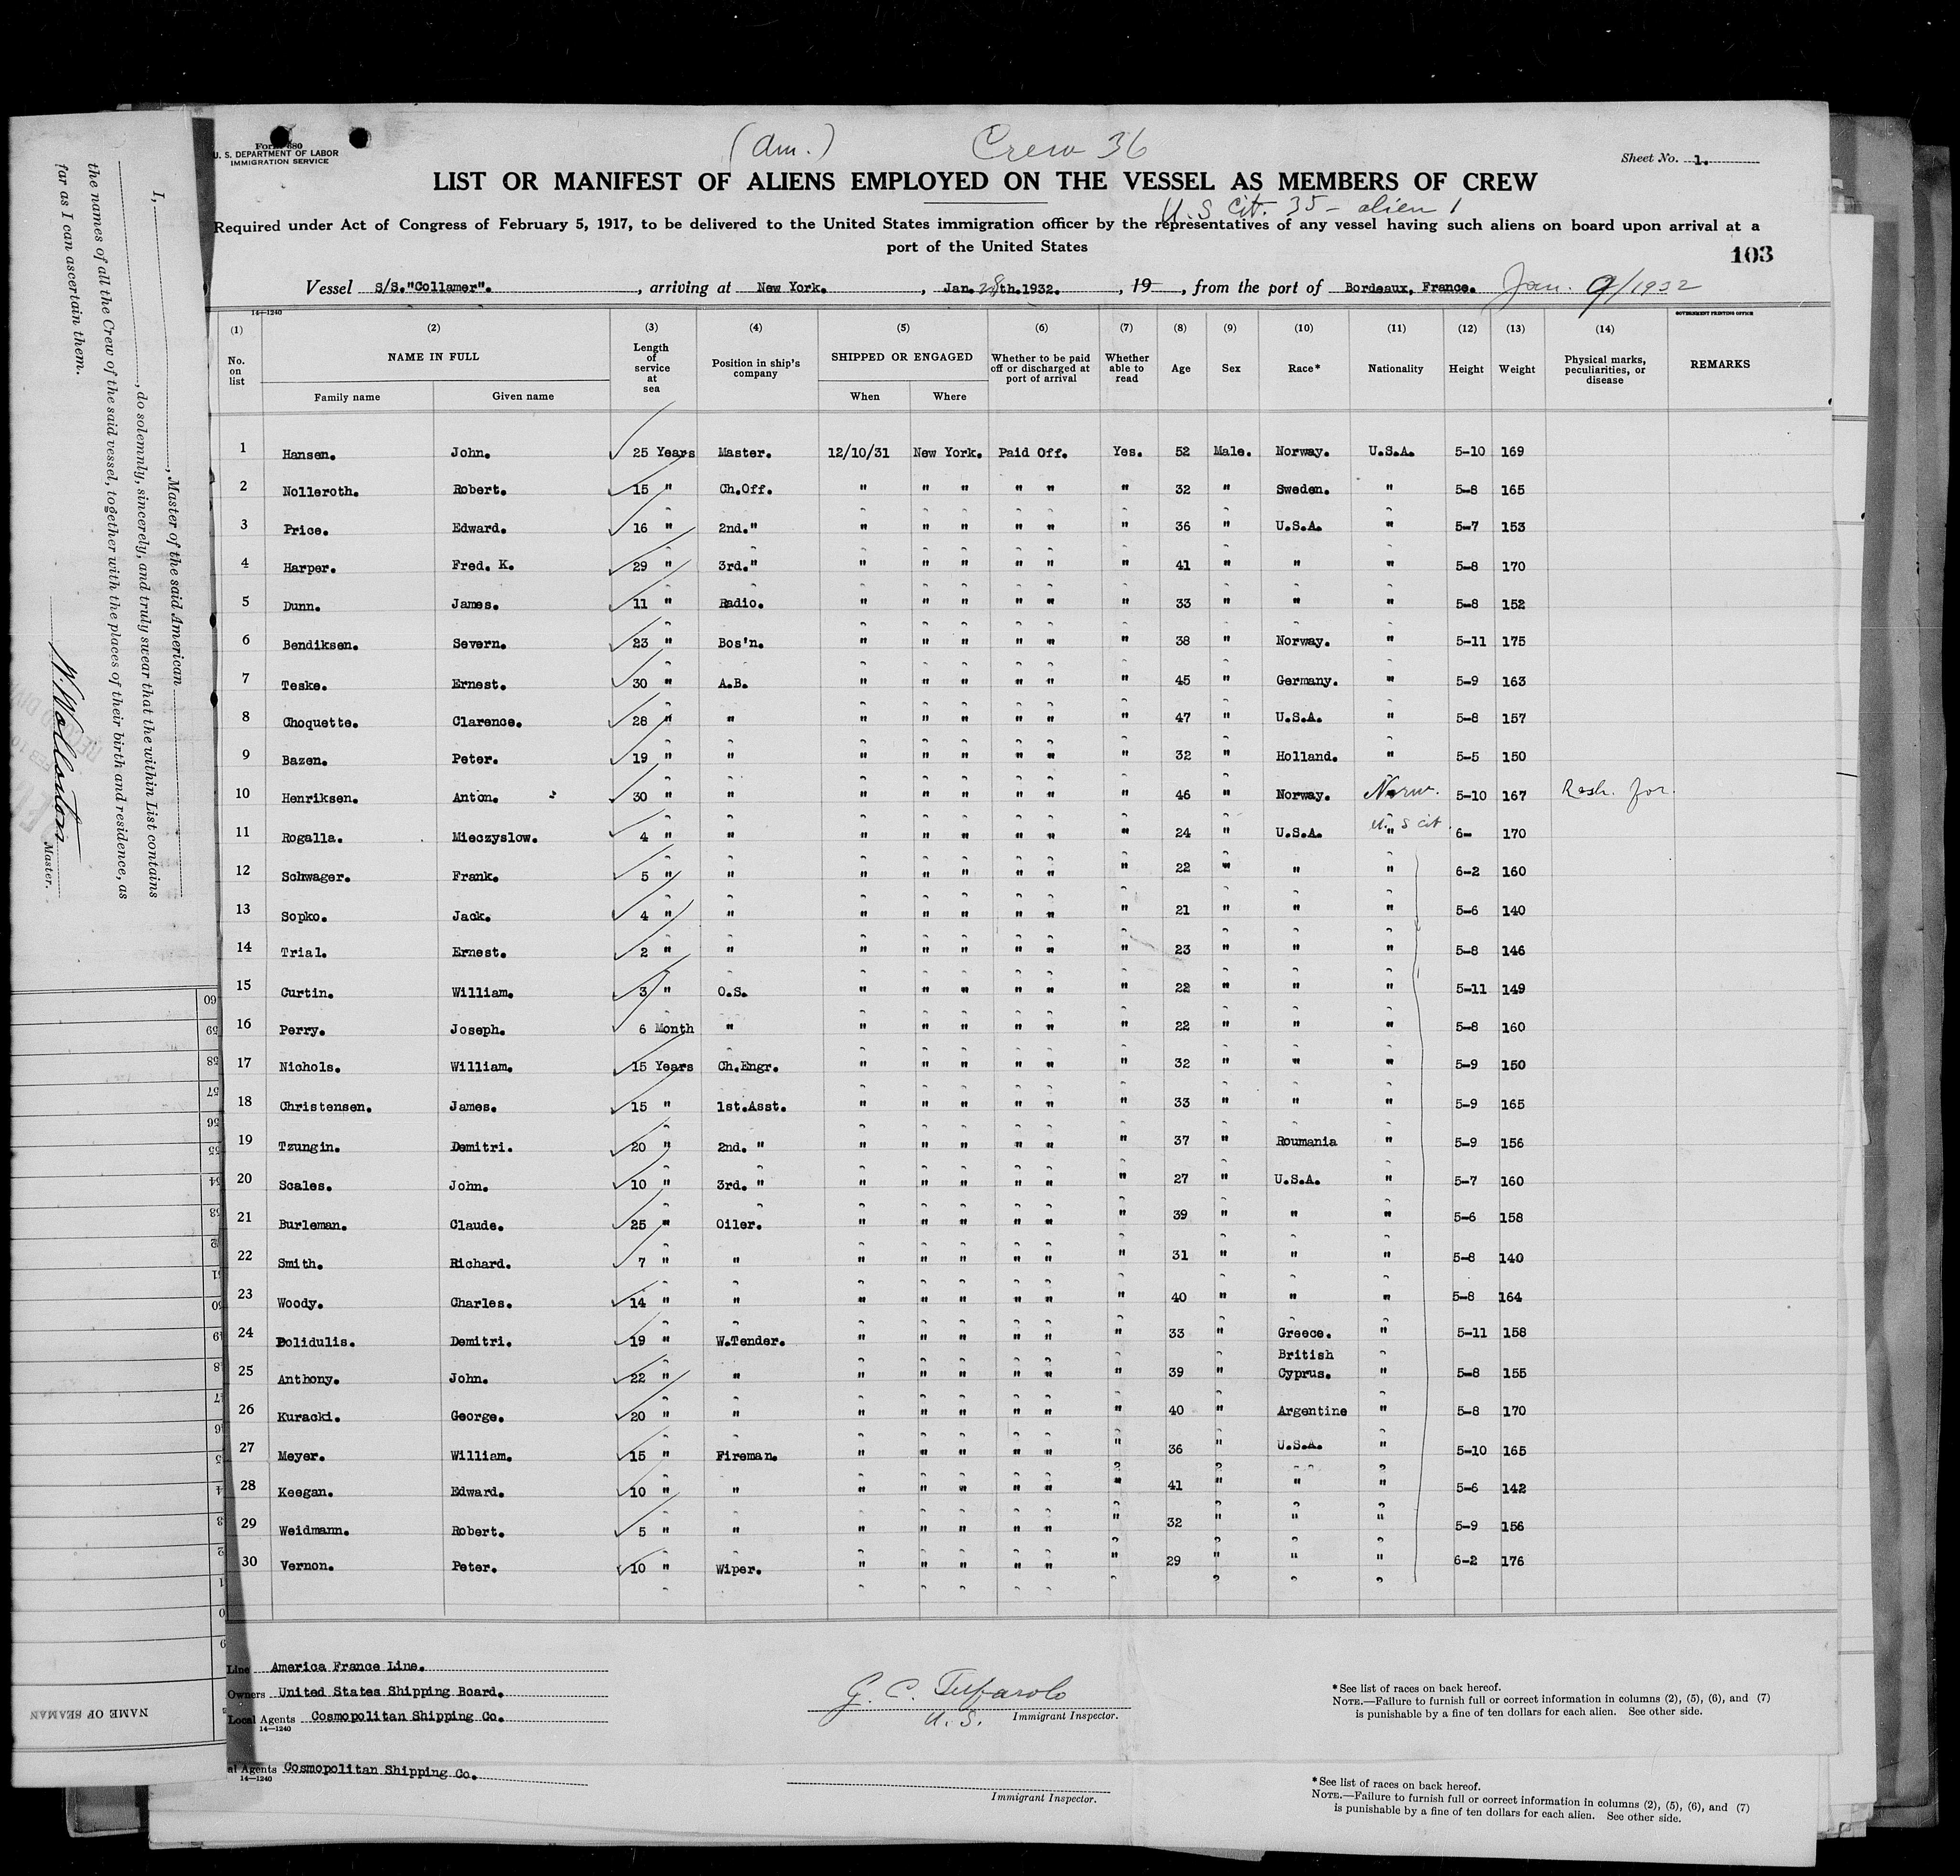 (Am.) Crew 36
Form 680
U. S. DEPARTMENT OF LABOR
IMMIGRATION SERVICE
Sheet No. 1.
LIST OR MANIFEST OF ALIENS EMPLOYED ON THE VESSEL AS MEMBERS OF CREW
U.S cit. 35 - alien 1
Required under Act of Congress of February 5, 1917, to be delivered to the United States immigration officer by the representatives of any vessel having such aliens on board upon arrival at a
port of the United States
103
Vessel S/S."Collamer". , arriving at New York. , Jan. 28th.1932. , 19 , from the port of Bordeaux, France. Jan. 9/1932
14—1240
GOVERNMENT PRINTING OFFICE
(1) (2) (3) (4) (5) (6) (7) (8) (9) (10) (11) (12) (13) (14)
No. on list NAME IN FULL Length of service at sea Position in ship's company SHIPPED OR ENGAGED Whether to be paid off or discharged at port of arrival Whether able to read Age Sex Race* Nationality Height Weight Physical marks, peculiarities, or disease REMARKS
Family name Given name When Where
1 Hansen. John. 25 Years Master. 12/10/31 New York. Paid Off. Yes. 52 Male. Norway. U.S.A. 5-10 169
2 Nolleroth. Robert. 15 " Ch.Off. " " " " " " 32 " Sweden. " 5-8 165
3 Price. Edward. 16 " 2nd." " " " " " " 36 " U.S.A. " 5-7 153
4 Harper. Fred. K. 29 " 3rd." " " " " " " 41 " " " 5-8 170
5 Dunn. James. 11 " Radio. " " " " " " 33 " " " 5-8 152
6 Bendiksen. Severn. 23 " Bos'n. " " " " " " 38 " Norway. " 5-11 175
7 Teske. Ernest. 30 " A.B. " " " " " " 45 " Germany. " 5-9 163
8 Choquette. Clarence. 28 " " " " " " " " 47 " U.S.A. " 5-8 157
9 Bazen. Peter. 19 " " " " " " " " 32 " Holland. " 5-5 150
10 Henriksen. Anton. 30 " " " " " " " " 46 " Norway. Norw. 5-10 167 Resh. for.
11 Rogalla. Mieczyslow. 4 " " " " " " " " 24 " U.S.A. " U. S cit. 6- 170
12 Schwager. Frank. 5 " " " " " " " " 22 " " " 6-2 160
13 Sopko. Jack. 4 " " " " " " " " 21 " " " 5-6 140
14 Trial. Ernest. 2 " " " " " " " " 23 " " " 5-8 146
15 Curtin. William. 3 " O.S. " " " " " " 22 " " " 5-11 149
16 Perry. Joseph. 6 Month " " " " " " " 22 " " " 5-8 160
17 Nichols. William. 15 Years Ch.Engr. " " " " " " 32 " " " 5-9 150
18 Christensen. James. 15 " 1st.Asst. " " " " " " 33 " " " 5-9 165
19 Tzungin. Demitri. 20 " 2nd. " " " " " " " 37 " Roumania " 5-9 156
20 Scales. John. 10 " 3rd. " " " " " " " 27 " U.S.A. " 5-7 160
21 Burleman. Claude. 25 " Oiler. " " " " " " 39 " " " 5-6 158
22 Smith. Richard. 7 " " " " " " " " 31 " " " 5-8 140
23 Woody. Charles. 14 " " " " " " " " 40 " " " 5-8 164
24 Polidulis. Demitri. 19 " W.Tender. " " " " " " 33 " Greece. " 5-11 158
25 Anthony. John. 22 " " " " " " " " 39 " British Cyprus. " 5-8 155
26 Kuracki. George. 20 " " " " " " " " 40 " Argentine " 5-8 170
27 Meyer. William. 15 " Fireman. " " " " " " 36 " U.S.A. " 5-10 165
28 Keegan. Edward. 10 " " " " " " " " 41 " " " 5-6 142
29 Weidmann. Robert. 5 " " " " " " " " 32 " " " 5-9 156
30 Vernon. Peter. 10 " Wiper. " " " " " " 29 " " " 6-2 176
Line America France Line.
Owners United States Shipping Board.
Local Agents Cosmopolitan Shipping Co.
14—1240
G. C. Tufarolo
U. S. Immigrant Inspector.
*See list of races on back hereof.
NOTE.—Failure to furnish full or correct information in columns (2), (5), (6), and (7)
is punishable by a fine of ten dollars for each alien. See other side.
al Agents Cosmopolitan Shipping Co.
14—1240
Immigrant Inspector.
*See list of races on back hereof.
NOTE.—Failure to furnish full or correct information in columns (2), (5), (6), and (7)
is punishable by a fine of ten dollars for each alien. See other side.
I, , Master of the said American
, do solemnly, sincerely, and truly swear that the within List contains
the names of all the Crew of the said vessel, together with the places of their birth and residence, as
far as I can ascertain them.
Master.
NAME OF SEAMAN